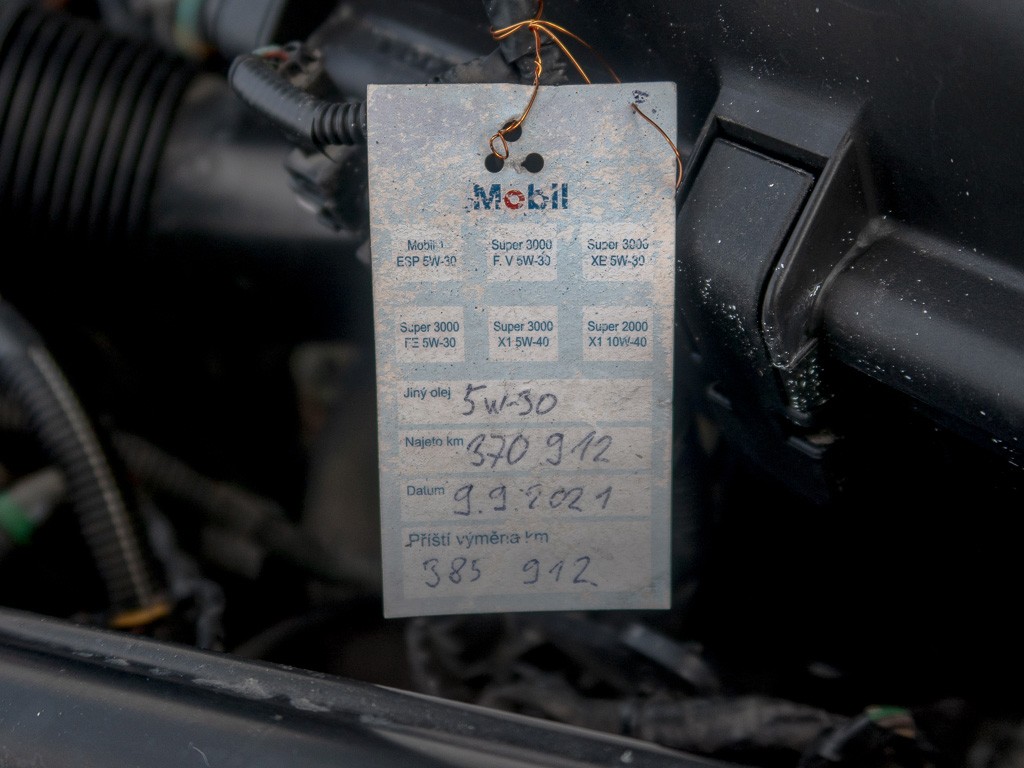 Mobil
Mobil 1
ESP 5W-30
Super 3000
F.V 5W-30
Super 3000
XE 5W-30
Super 3000
FE 5W-30
Super 3000
X1 5W-40
Super 2000
X1 10W-40
Jiný olej 5W-30
Najeto km 370 912
Datum 9.9.2021
Příští výměna km
385 912